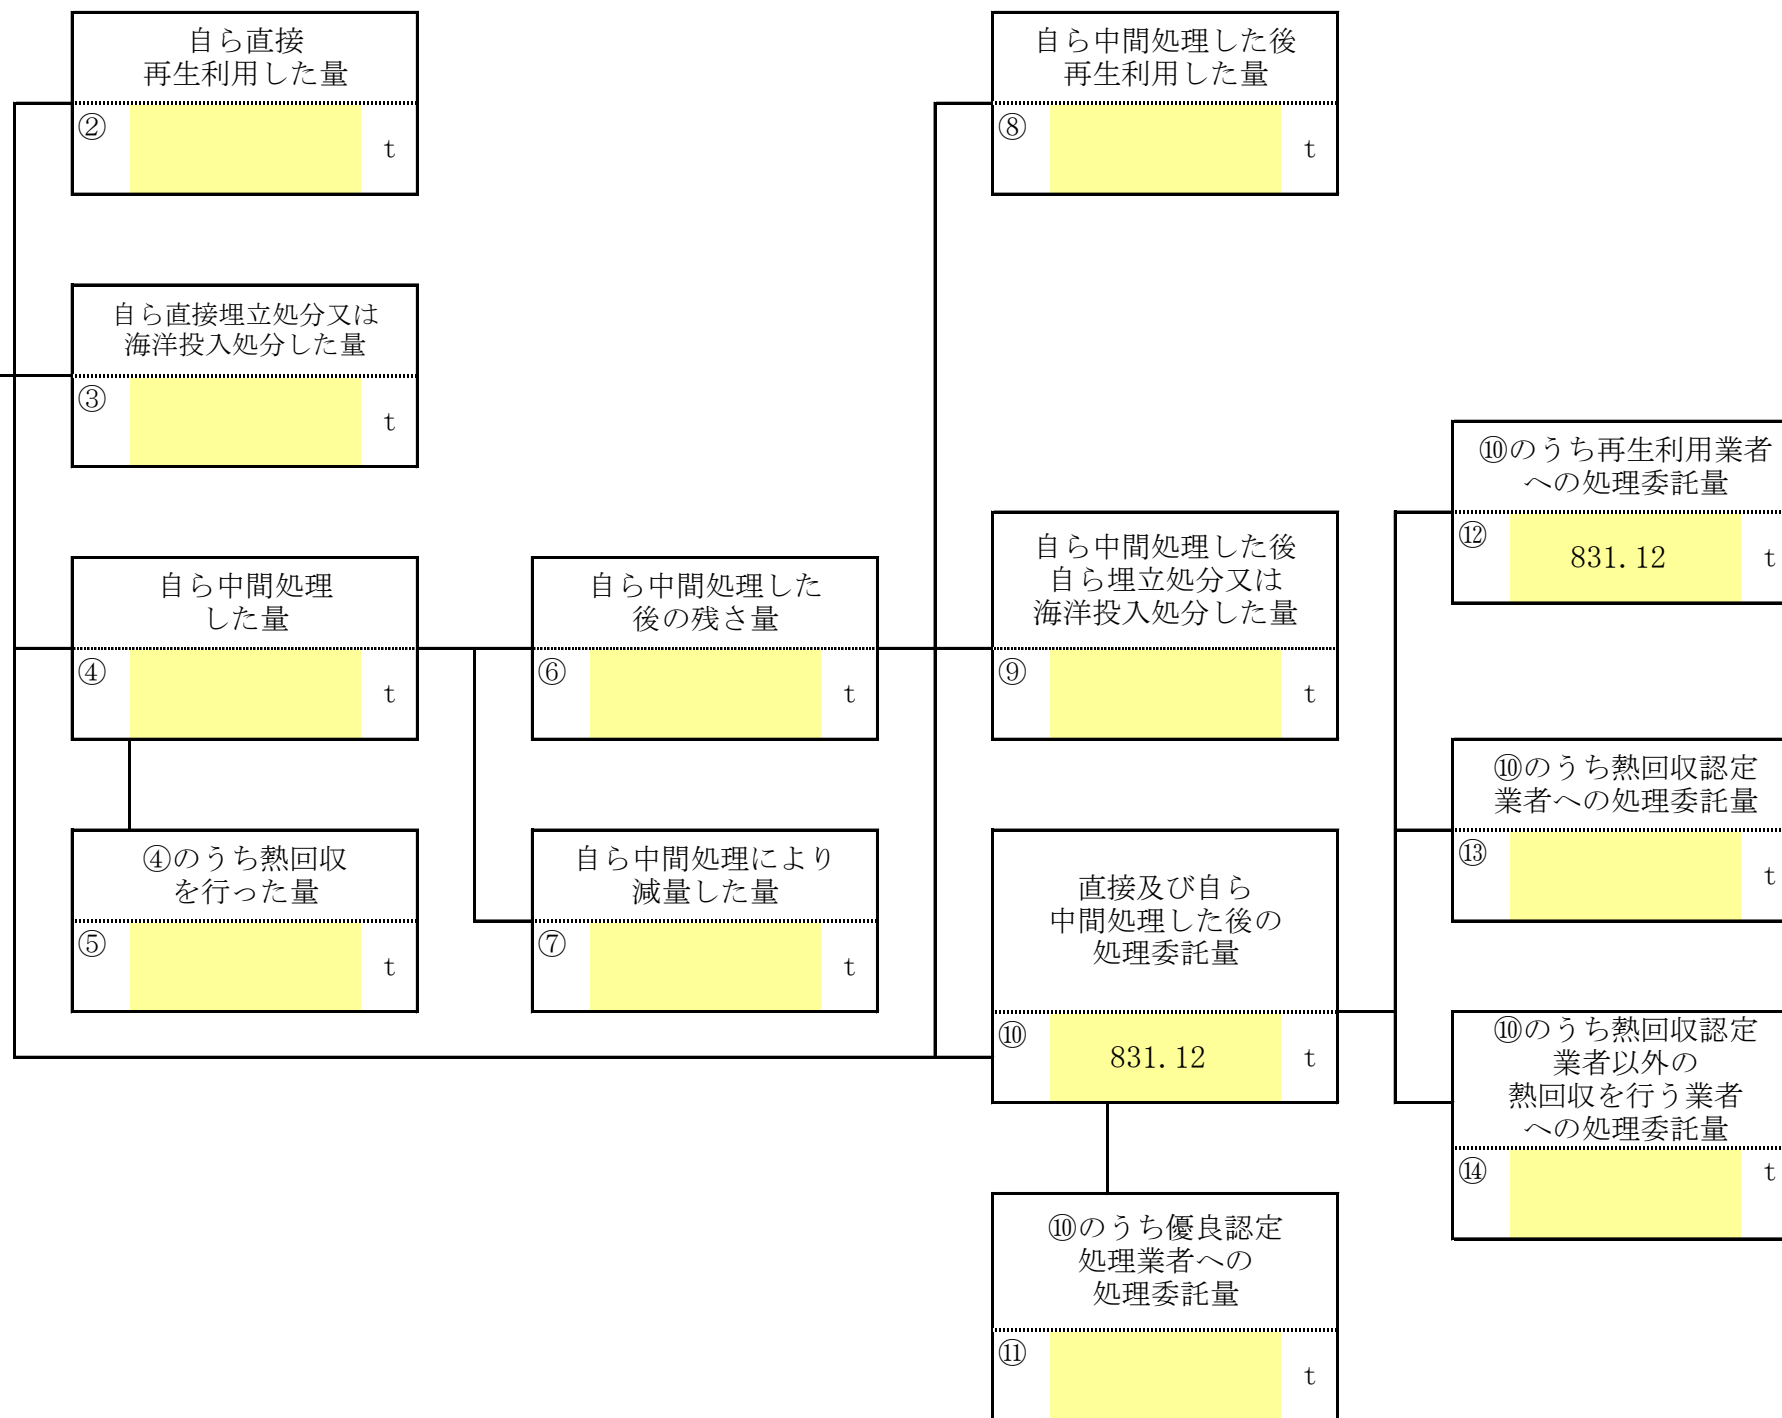 自ら直接
再生利用した量
②
t
自ら中間処理した後
再生利用した量
⑧
t
自ら直接埋立処分又は
海洋投入処分した量
③
t
⑩のうち再生利用業者
への処理委託量
⑫
831.12
t
自ら中間処理
した量
④
t
自ら中間処理した
後の残さ量
⑥
t
自ら中間処理した後
自ら埋立処分又は
海洋投入処分した量
⑨
t
⑩のうち熱回収認定
業者への処理委託量
⑬
t
④のうち熱回収
を行った量
⑤
t
自ら中間処理により
減量した量
⑦
t
直接及び自ら
中間処理した後の
処理委託量
⑩
831.12
t
⑩のうち熱回収認定
業者以外の
熱回収を行う業者
への処理委託量
⑭
t
⑩のうち優良認定
処理業者への
処理委託量
⑪
t